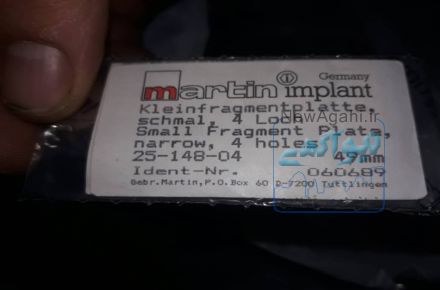 Germany
martin implant
Kleinfragmentplatte,
schmal, 4 Loch
NewAgahi.ir
Small Fragment Plate,
narrow, 4 holes
25-148-04 49mm
Ident-Nr. 060689
Gebr.Martin, P.O.Box 60 D-7200 Tuttlingen